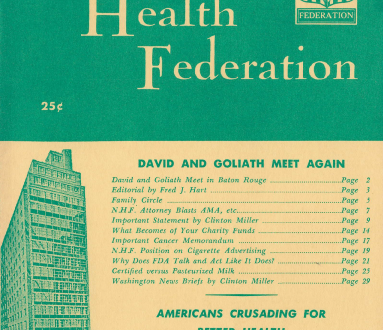 Health
FEDERATION
Federation
25¢
DAVID AND GOLIATH MEET AGAIN
David and Goliath Meet in Baton Rouge ....Page 2
Editorial by Fred J. Hart ....Page 3
Family Circle ....Page 5
N.H.F. Attorney Blasts AMA, etc. ....Page 7
Important Statement by Clinton Miller ....Page 9
What Becomes of Your Charity Funds ....Page 14
Important Cancer Memorandum ....Page 17
N.H.F. Position on Cigarette Advertising ....Page 19
Why Does FDA Talk and Act Like It Does? ....Page 21
Certified versus Pasteurized Milk ....Page 25
Washington News Briefs by Clinton Miller ....Page 29
AMERICANS CRUSADING FOR
BETTER HEALTH